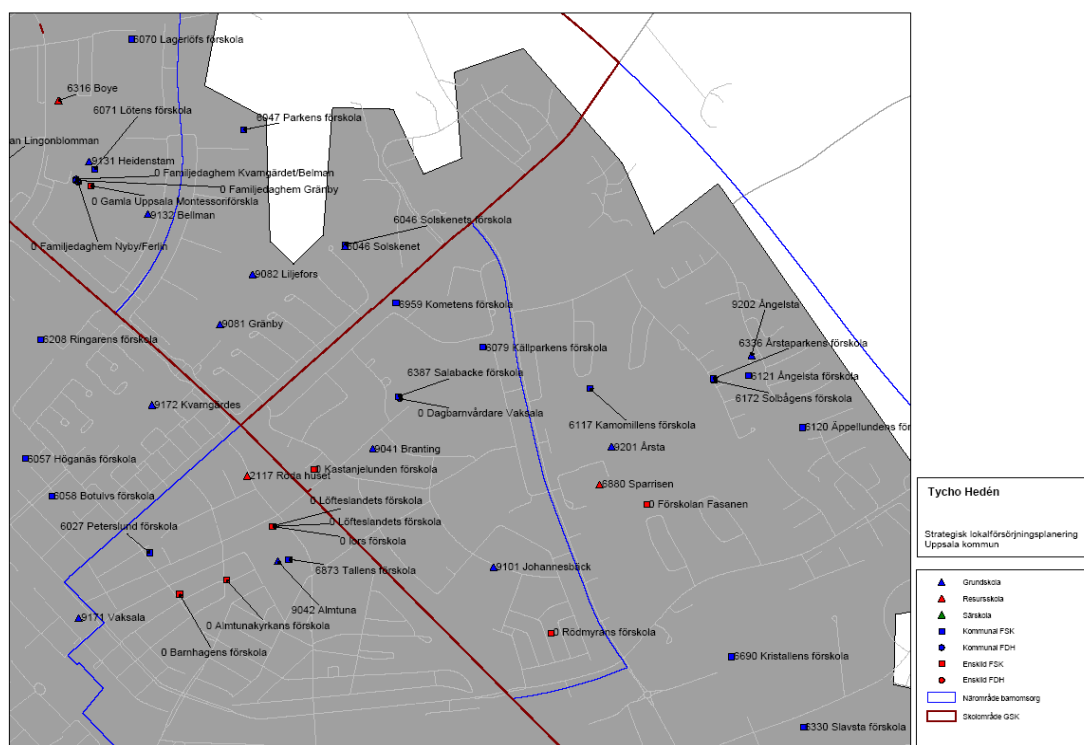 6070 Lagerlöfs förskola
6316 Boye
6071 Lötens förskola
6047 Parkens förskola
an Lingonblomman
9131 Heidenstam
0 Familjedaghem Kvarngärdet/Belman
0 Familjedaghem Gränby
0 Gamla Uppsala Montessoriförskla
9132 Bellman
0 Familjedaghem Nyby/Ferlin
6046 Solskenets förskola
6046 Solskenet
9082 Liljefors
6959 Kometens förskola
9202 Ångelsta
9081 Gränby
6208 Ringarens förskola
6079 Källparkens förskola
6336 Årstaparkens förskola
6387 Salabacke förskola
6121 Ångelsta förskola
6172 Solbågens förskola
9172 Kvarngärdes
0 Dagbarnvårdare Vaksala
6117 Kamomillens förskola
6120 Äppellundens för
9041 Branting
9201 Årsta
6057 Höganäs förskola
0 Kastanjelunden förskola
2117 Röda huset
6880 Sparrisen
6058 Botulvs förskola
0 Löfteslandets förskola
0 Förskolan Fasanen
6027 Peterslund förskola
0 Löfteslandets förskola
0 Iors förskola
6873 Tallens förskola
9101 Johannesbäck
9042 Almtuna
9171 Vaksala
0 Almtunakyrkans förskola
0 Rödmyrans förskola
0 Barnhagens förskola
6690 Kristallens förskola
6330 Slavsta förskola
Tycho Hedén
Strategisk lokalförsörjningsplanering
Uppsala kommun
Grundskola
Resursskola
Särskola
Kommunal FSK
Kommunal FDH
Enskild FSK
Enskild FDH
Närområde barnomsorg
Skolområde GSK